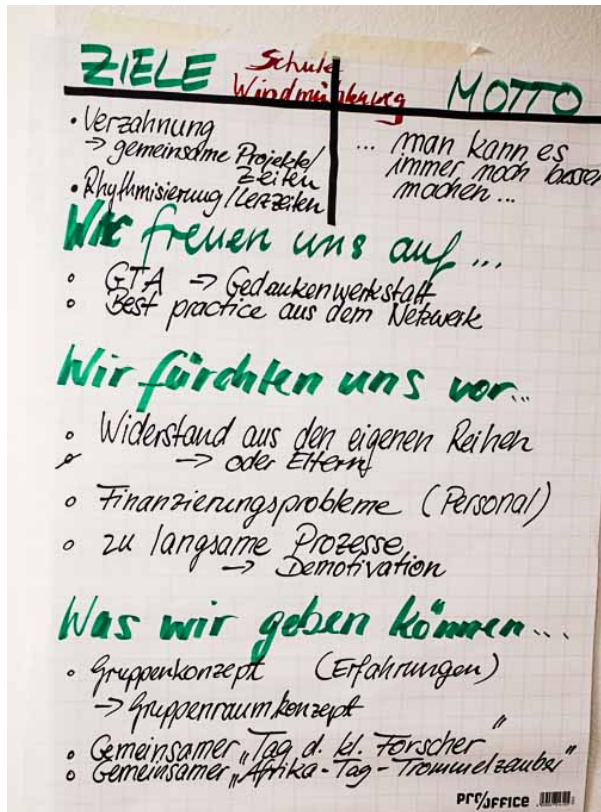 ZIELE
Schule
MOTTO
• Verzahnung
-> gemeinsame Projekte/
Zeiten
• Rhythmisierung/Lerzeiten
... man kann es
immer noch besser
machen...
Wir freuen uns auf...
° GTA -> Gedankenwerkstatt
° Best practice aus dem Netzwerk
Wir fürchten uns vor...
° Widerstand aus den eigenen Reihen
-> oder Eltern
° Finanzierungsprobleme (Personal)
° zu langsame Prozesse
-> Demotivation
Was wir geben können...
° Gruppenkonzept (Erfahrungen)
-> Gruppenraumkonzept
° Gemeinsamer „Tag d. kl. Forscher"
° Gemeinsamer „Afrika-Tag-Trommelzauber"
PRO/OFFICE